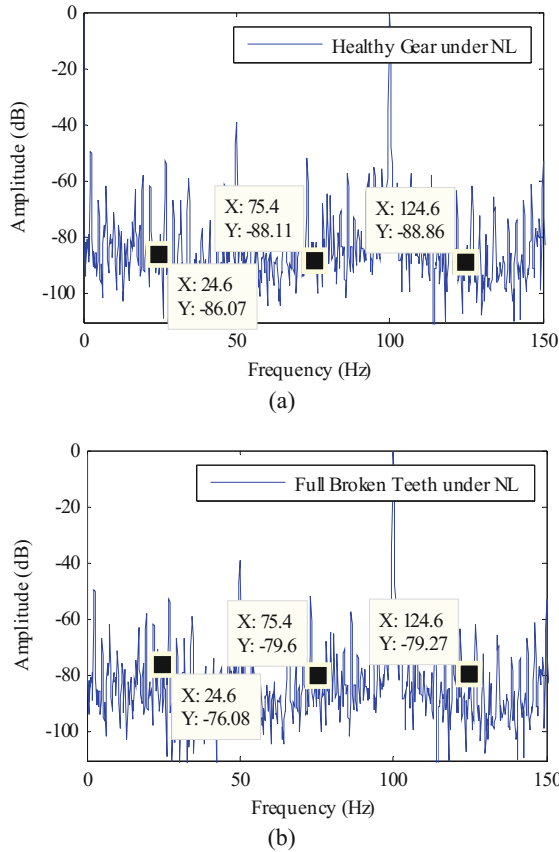 0
-20
-40
-60
-80
-100
Amplitude (dB)
Healthy Gear under NL
X: 75.4
Y: -88.11
X: 124.6
Y: -88.86
X: 24.6
Y: -86.07
0
50
100
150
Frequency (Hz)
(a)
0
-20
-40
-60
-80
-100
Amplitude (dB)
Full Broken Teeth under NL
X: 75.4
Y: -79.6
X: 124.6
Y: -79.27
X: 24.6
Y: -76.08
0
50
100
150
Frequency (Hz)
(b)